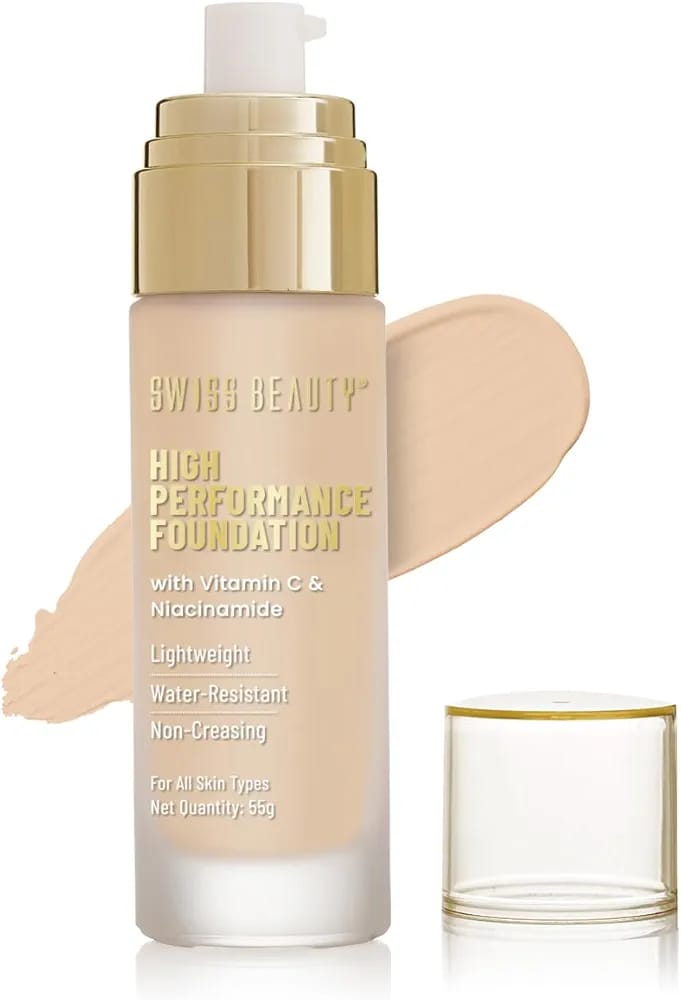 SWISS BEAUTY®
HIGH
PERFORMANCE
FOUNDATION
with Vitamin C &
Niacinamide
Lightweight
Water-Resistant
Non-Creasing
For All Skin Types
Net Quantity: 55g